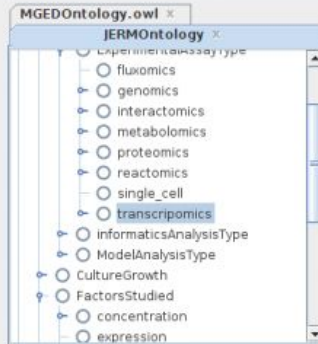 MGEDOntology.owl x
JERMOntology x
ExperimentalAssayType
fluxomics
genomics
interactomics
metabolomics
proteomics
reactomics
single_cell
transcripomics
informaticsAnalysisType
ModelAnalysisType
CultureGrowth
FactorsStudied
concentration
expression